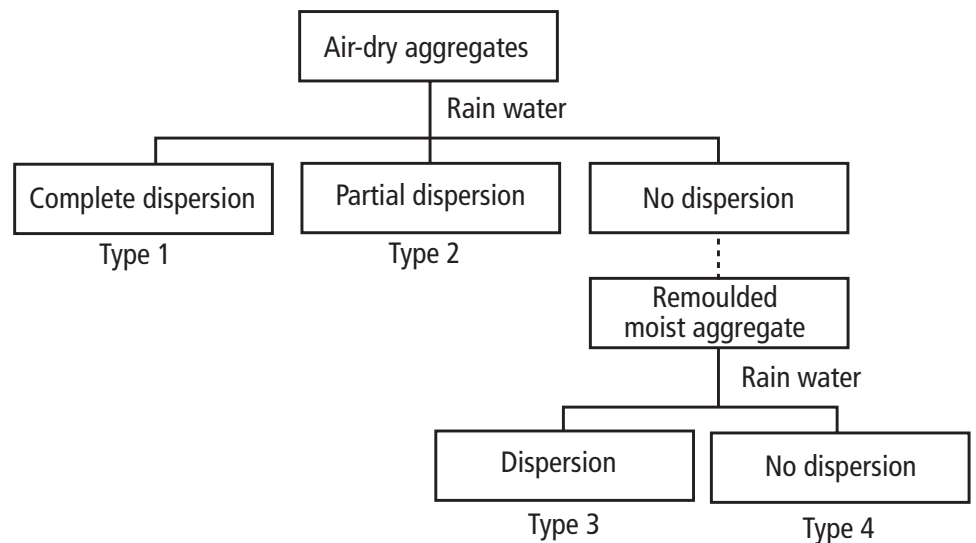 Air-dry aggregates
Rain water
Complete dispersion
Partial dispersion
No dispersion
Type 1
Type 2
Remoulded
moist aggregate
Rain water
Dispersion
No dispersion
Type 3
Type 4